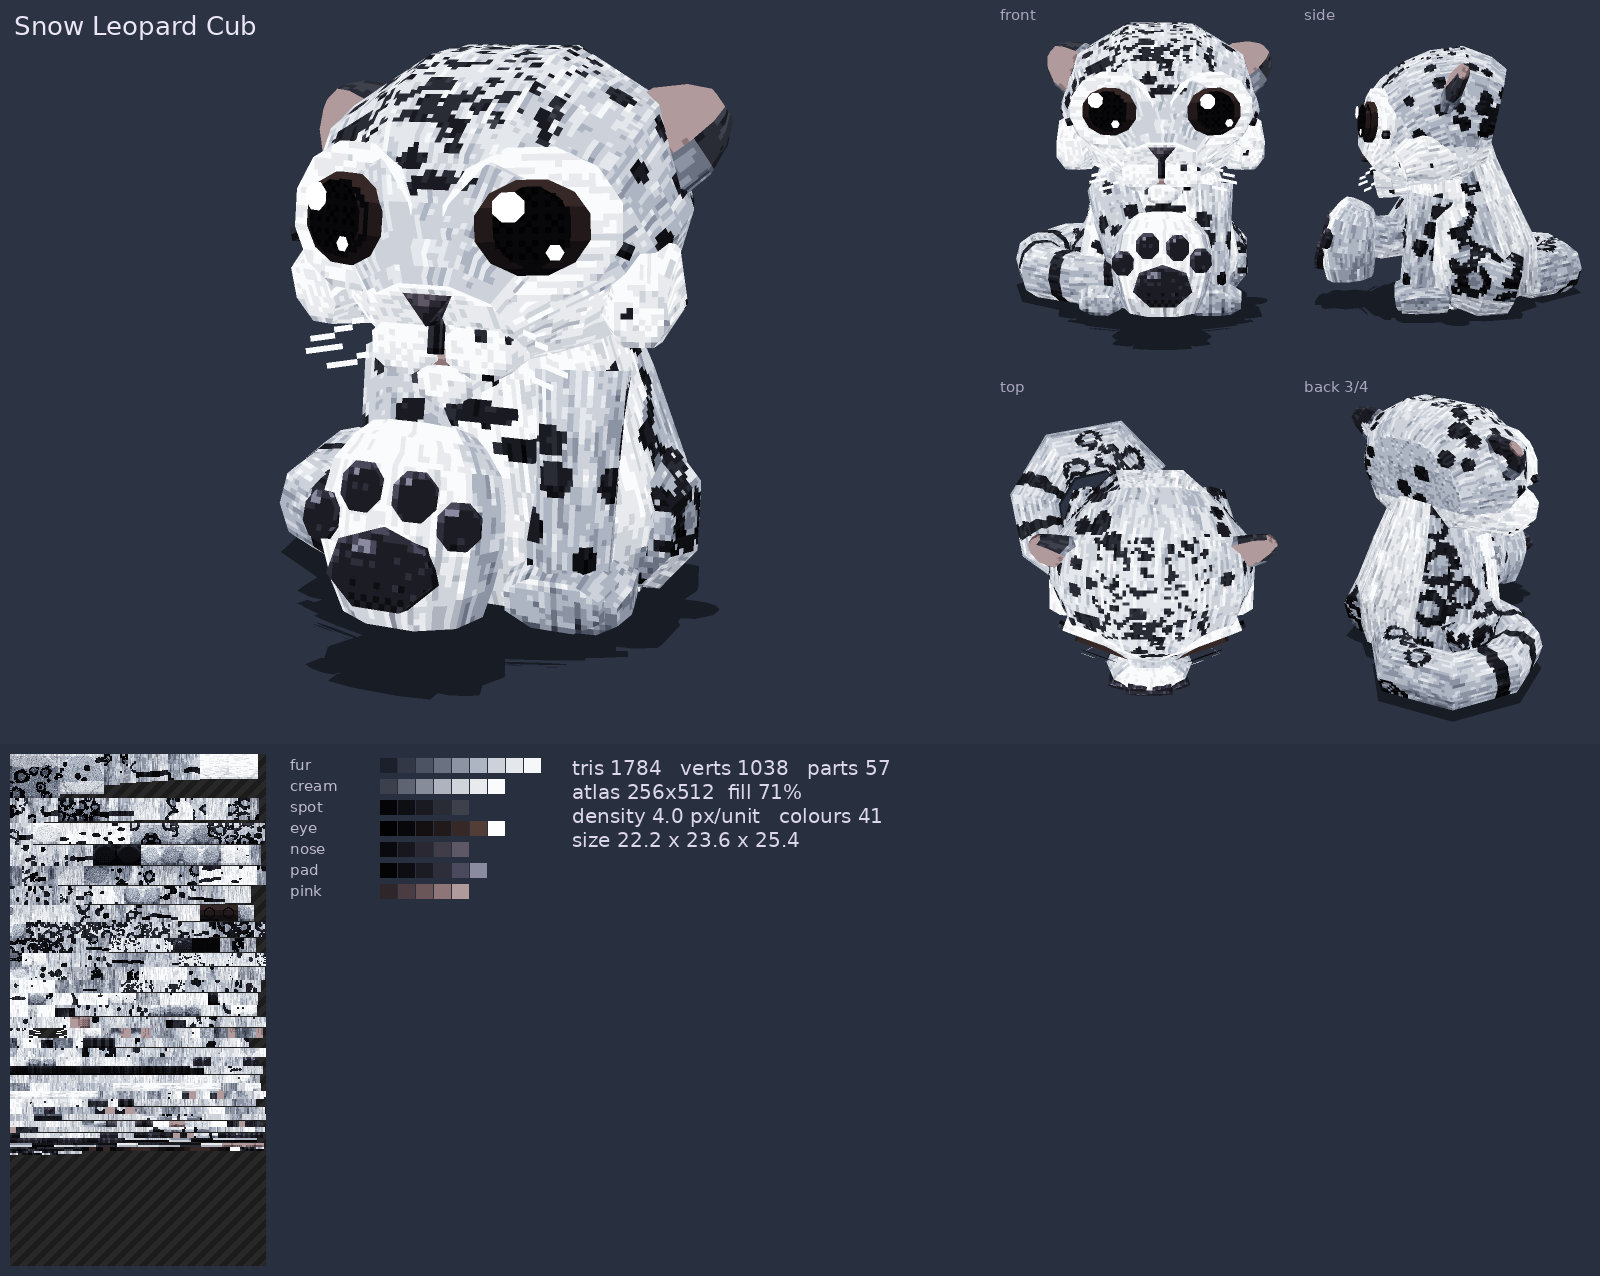 Snow Leopard Cub
front
side
top
back 3/4
fur
cream
spot
eye
nose
pad
pink
tris 1784 verts 1038 parts 57
atlas 256x512 fill 71%
density 4.0 px/unit colours 41
size 22.2 x 23.6 x 25.4